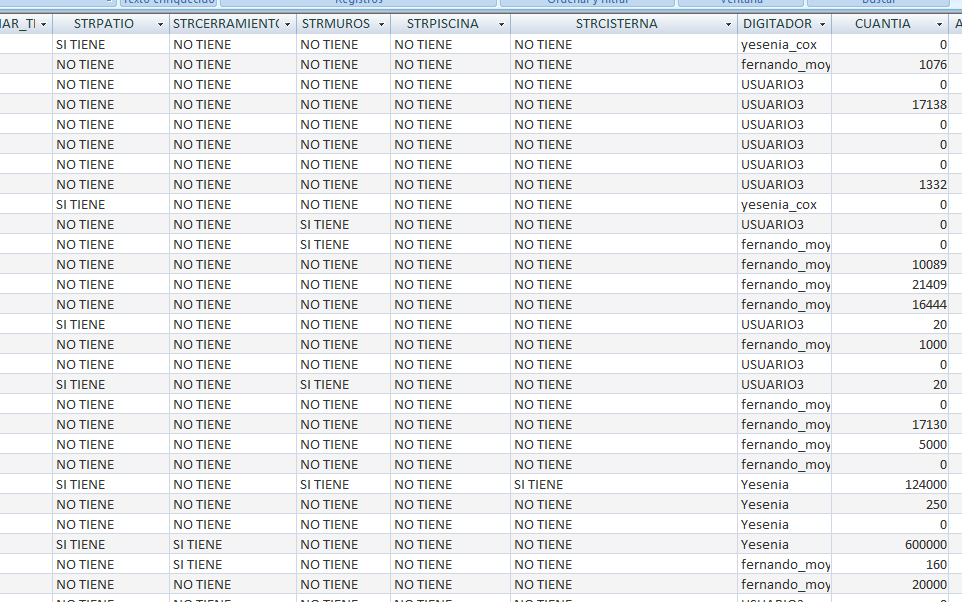 Texto enriquecido Registros Ordenar y filtrar Ventana Buscar
STRPATIO STRCERRAMIENTO STRMUROS STRPISCINA STRCISTERNA DIGITADOR CUANTIA
SI TIENE NO TIENE NO TIENE NO TIENE NO TIENE yesenia_cox 0
NO TIENE NO TIENE NO TIENE NO TIENE NO TIENE fernando_moy 1076
NO TIENE NO TIENE NO TIENE NO TIENE NO TIENE USUARIO3 0
NO TIENE NO TIENE NO TIENE NO TIENE NO TIENE USUARIO3 17138
NO TIENE NO TIENE NO TIENE NO TIENE NO TIENE USUARIO3 0
NO TIENE NO TIENE NO TIENE NO TIENE NO TIENE USUARIO3 0
NO TIENE NO TIENE NO TIENE NO TIENE NO TIENE USUARIO3 0
NO TIENE NO TIENE NO TIENE NO TIENE NO TIENE USUARIO3 1332
SI TIENE NO TIENE NO TIENE NO TIENE NO TIENE yesenia_cox 0
NO TIENE NO TIENE SI TIENE NO TIENE NO TIENE USUARIO3 0
NO TIENE NO TIENE SI TIENE NO TIENE NO TIENE fernando_moy 0
NO TIENE NO TIENE NO TIENE NO TIENE NO TIENE fernando_moy 10089
NO TIENE NO TIENE NO TIENE NO TIENE NO TIENE fernando_moy 21409
NO TIENE NO TIENE NO TIENE NO TIENE NO TIENE fernando_moy 16444
SI TIENE NO TIENE NO TIENE NO TIENE NO TIENE USUARIO3 20
NO TIENE NO TIENE NO TIENE NO TIENE NO TIENE fernando_moy 1000
NO TIENE NO TIENE NO TIENE NO TIENE NO TIENE USUARIO3 0
SI TIENE NO TIENE SI TIENE NO TIENE NO TIENE USUARIO3 20
NO TIENE NO TIENE NO TIENE NO TIENE NO TIENE fernando_moy 0
NO TIENE NO TIENE NO TIENE NO TIENE NO TIENE fernando_moy 17130
NO TIENE NO TIENE NO TIENE NO TIENE NO TIENE fernando_moy 5000
NO TIENE NO TIENE NO TIENE NO TIENE NO TIENE fernando_moy 0
SI TIENE NO TIENE SI TIENE NO TIENE SI TIENE Yesenia 124000
NO TIENE NO TIENE NO TIENE NO TIENE NO TIENE Yesenia 250
NO TIENE NO TIENE NO TIENE NO TIENE NO TIENE Yesenia 0
SI TIENE SI TIENE NO TIENE NO TIENE NO TIENE Yesenia 600000
NO TIENE SI TIENE NO TIENE NO TIENE NO TIENE fernando_moy 160
NO TIENE NO TIENE NO TIENE NO TIENE NO TIENE fernando_moy 20000